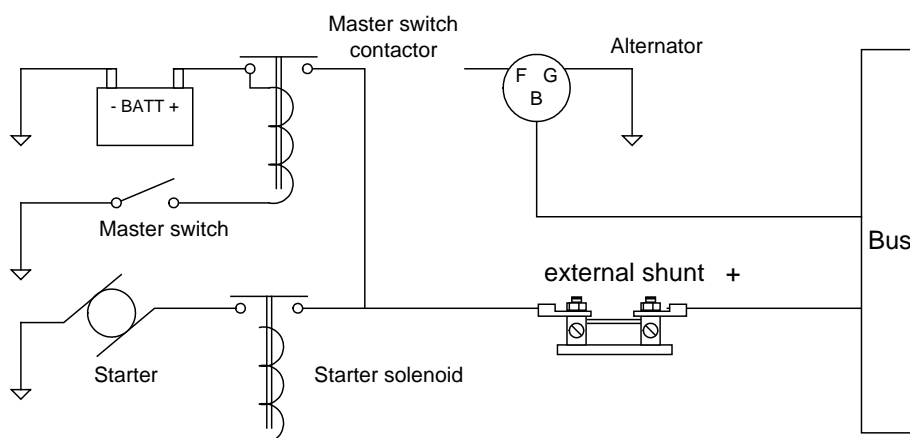 Master switch
contactor
Alternator
F G
B
- BATT +
Master switch
Bus
external shunt +
Starter
Starter solenoid